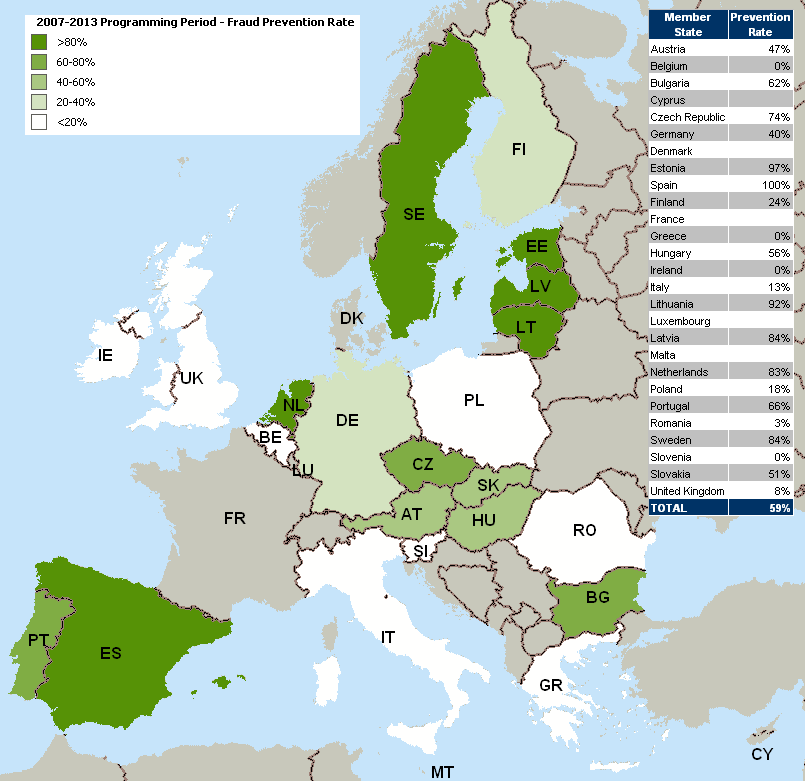 2007-2013 Programming Period - Fraud Prevention Rate
>80%
60-80%
40-60%
20-40%
<20%
Member State Prevention Rate
Austria 47%
Belgium 0%
Bulgaria 62%
Cyprus
Czech Republic 74%
Germany 40%
Denmark
Estonia 97%
Spain 100%
Finland 24%
France
Greece 0%
Hungary 56%
Ireland 0%
Italy 13%
Lithuania 92%
Luxembourg
Latvia 84%
Malta
Netherlands 83%
Poland 18%
Portugal 66%
Romania 3%
Sweden 84%
Slovenia 0%
Slovakia 51%
United Kingdom 8%
TOTAL 59%
FI
SE
EE
LV
LT
DK
IE
UK
NL
PL
DE
BE
LU
CZ
SK
AT
HU
FR
RO
SI
BG
PT
ES
IT
GR
CY
MT